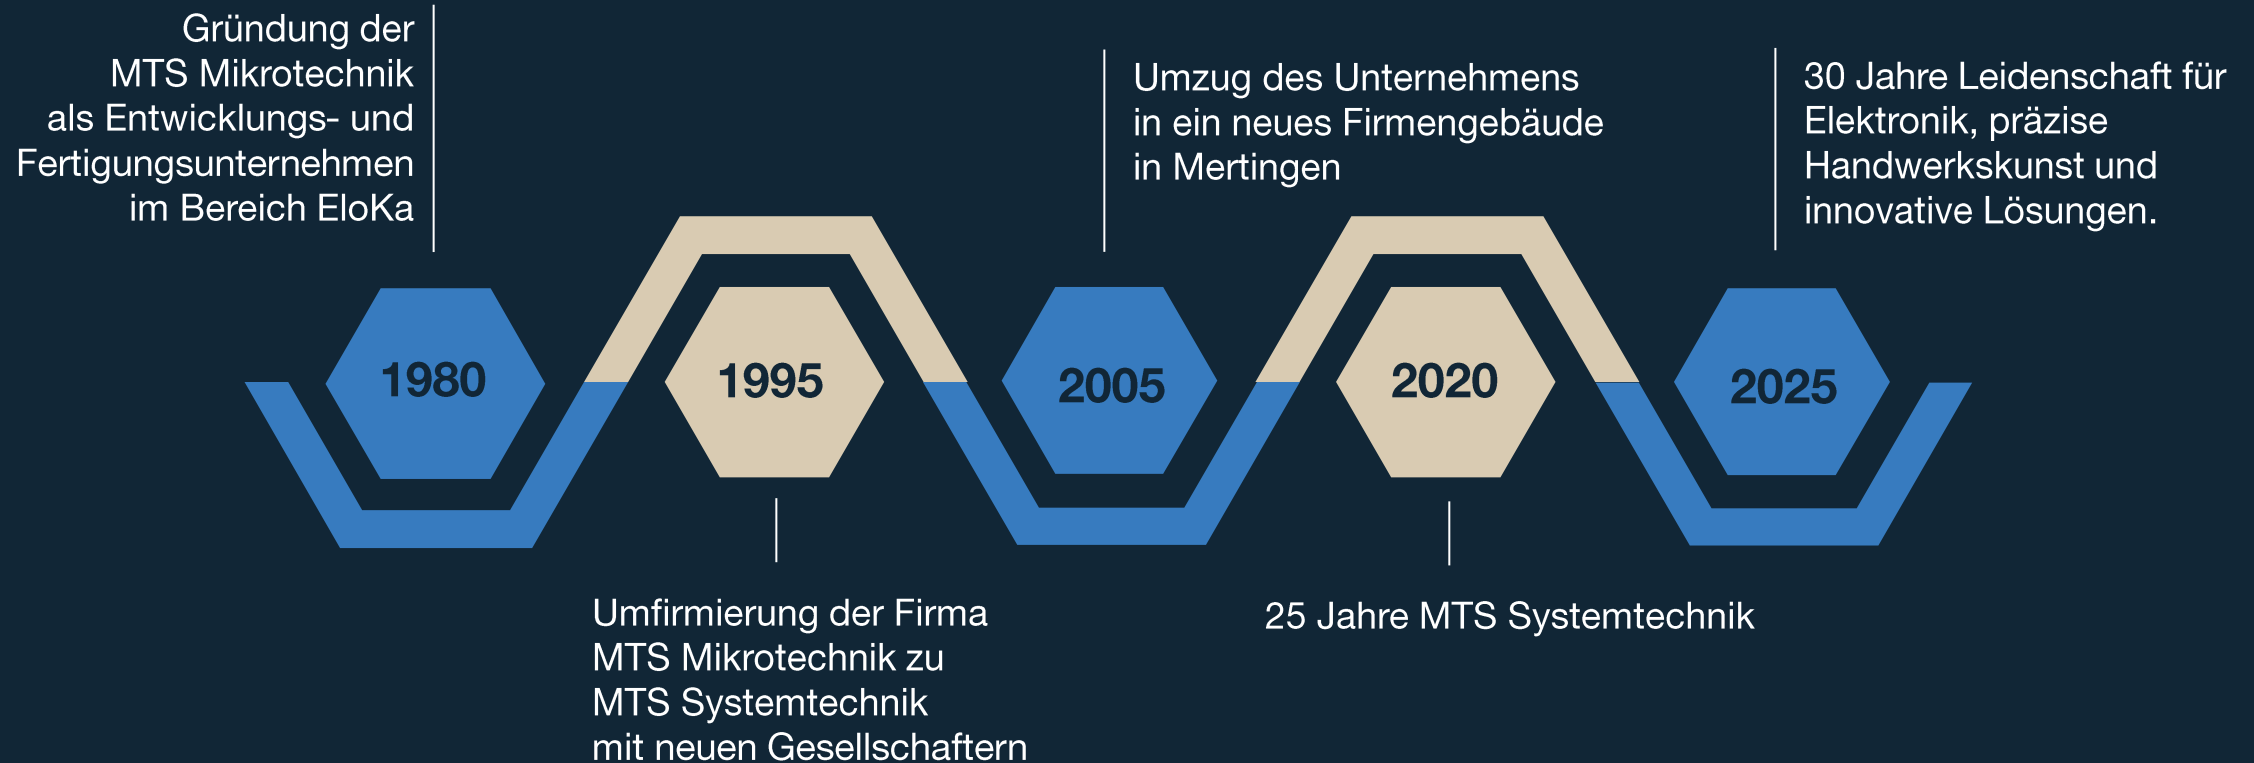 Gründung der
MTS Mikrotechnik
als Entwicklungs- und
Fertigungsunternehmen
im Bereich EloKa
1980
1995
Umfirmierung der Firma
MTS Mikrotechnik zu
MTS Systemtechnik
mit neuen Gesellschaftern
Umzug des Unternehmens
in ein neues Firmengebäude
in Mertingen
2005
2020
25 Jahre MTS Systemtechnik
30 Jahre Leidenschaft für
Elektronik, präzise
Handwerkskunst und
innovative Lösungen.
2025